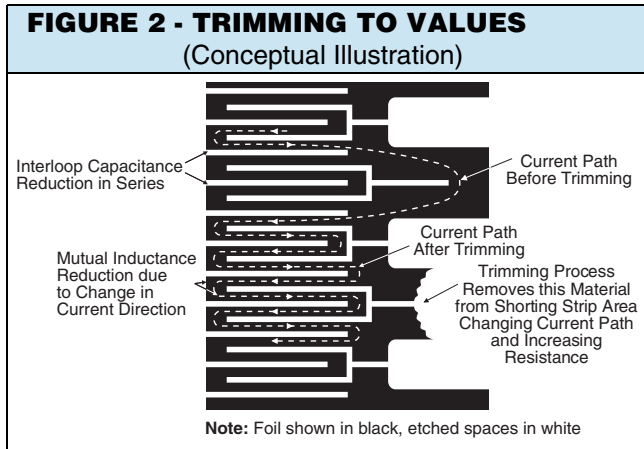 FIGURE 2 - TRIMMING TO VALUES
(Conceptual Illustration)
Interloop Capacitance
Reduction in Series
Current Path
Before Trimming
Mutual Inductance
Reduction due
to Change in
Current Direction
Current Path
After Trimming
Trimming Process
Removes this Material
from Shorting Strip Area
Changing Current Path
and Increasing
Resistance
Note: Foil shown in black, etched spaces in white